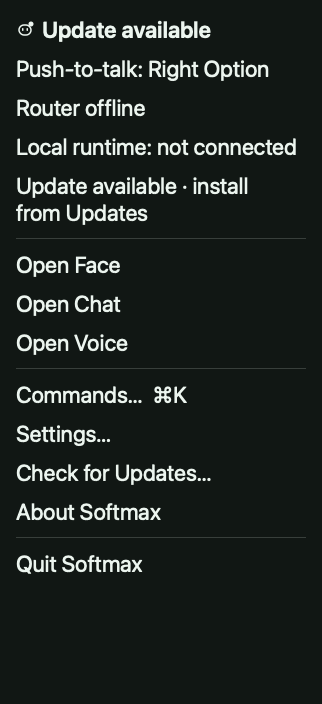 Update available
Push-to-talk: Right Option
Router offline
Local runtime: not connected
Update available · install
from Updates
Open Face
Open Chat
Open Voice
Commands... ⌘K
Settings...
Check for Updates...
About Softmax
Quit Softmax